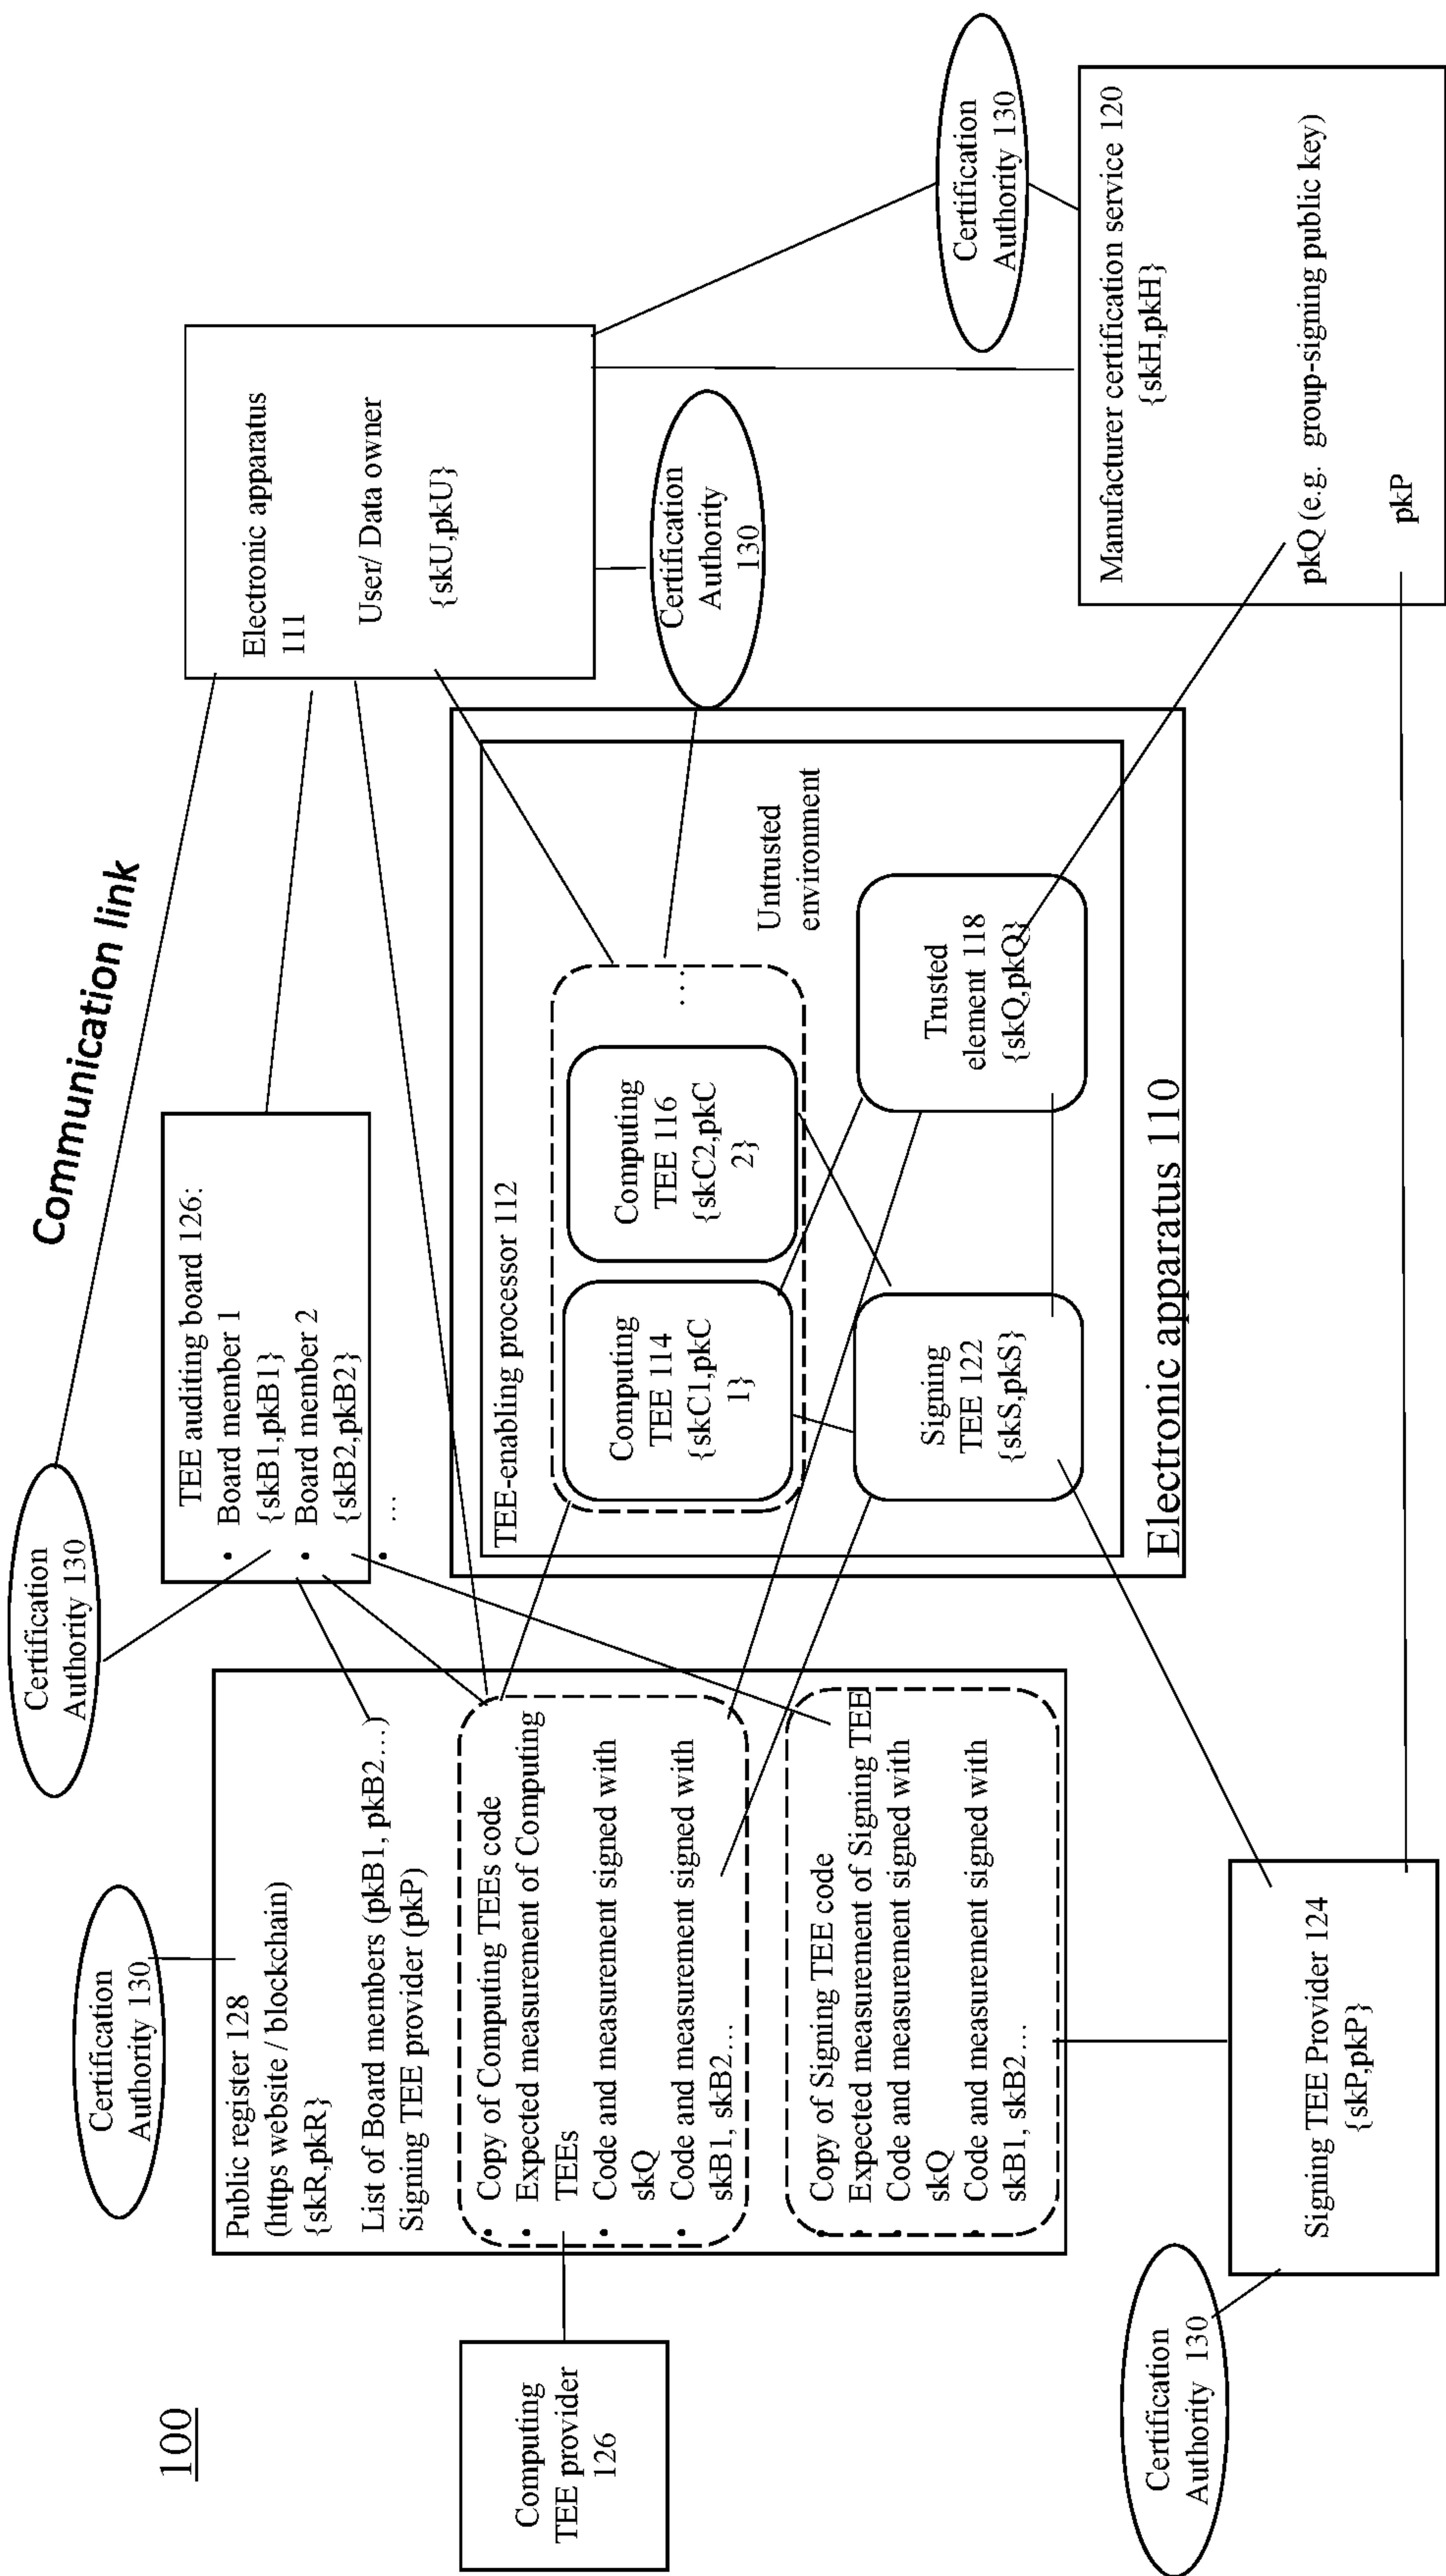 100
Certification
Authority 130
Communication link
Certification
Authority 130
TEE auditing board 126:
• Board member 1
{skB1,pkB1}
• Board member 2
{skB2,pkB2}
• …
Electronic apparatus
111
User/ Data owner
{skU,pkU}
Certification
Authority
130
Certification
Authority 130
Public register 128
(https website / blockchain)
{skR,pkR}
List of Board members (pkB1, pkB2…)
Signing TEE provider (pkP)
• Copy of Computing TEEs code
• Expected measurement of Computing
TEEs
• Code and measurement signed with
skQ
• Code and measurement signed with
skB1, skB2…
• Copy of Signing TEE code
• Expected measurement of Signing TEE
• Code and measurement signed with
skQ
• Code and measurement signed with
skB1, skB2…
Computing
TEE provider
126
TEE-enabling processor 112
Computing
TEE 114
{skC1,pkC
1}
Computing
TEE 116
{skC2,pkC
2}
…
Untrusted
environment
Signing
TEE 122
{skS,pkS}
Trusted
element 118
{skQ,pkQ}
Electronic apparatus 110
Certification
Authority 130
Signing TEE Provider 124
{skP,pkP}
Manufacturer certification service 120
{skH,pkH}
pkQ (e.g. group-signing public key)
pkP